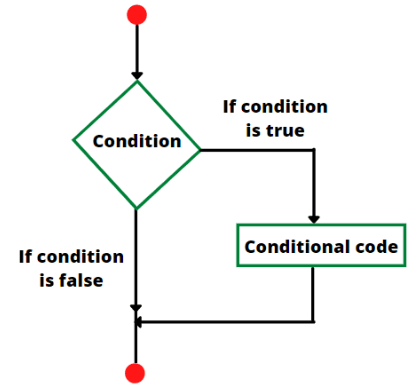 Condition
If condition
is true
Conditional code
If condition
is false